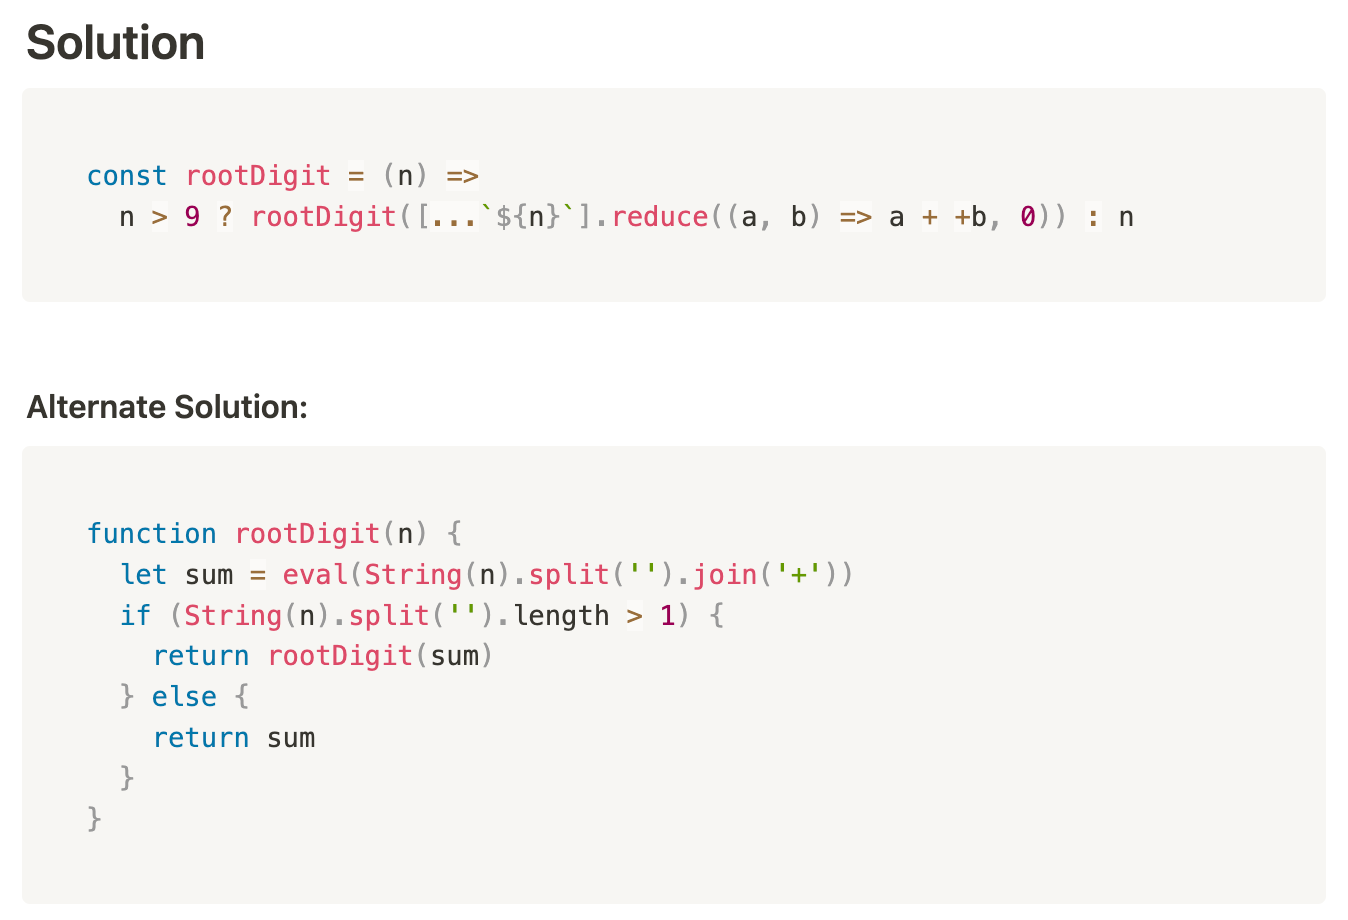 Solution
const rootDigit = (n) =>
  n > 9 ? rootDigit([...`${n}`].reduce((a, b) => a + +b, 0)) : n
Alternate Solution:
function rootDigit(n) {
  let sum = eval(String(n).split('').join('+'))
  if (String(n).split('').length > 1) {
    return rootDigit(sum)
  } else {
    return sum
  }
}